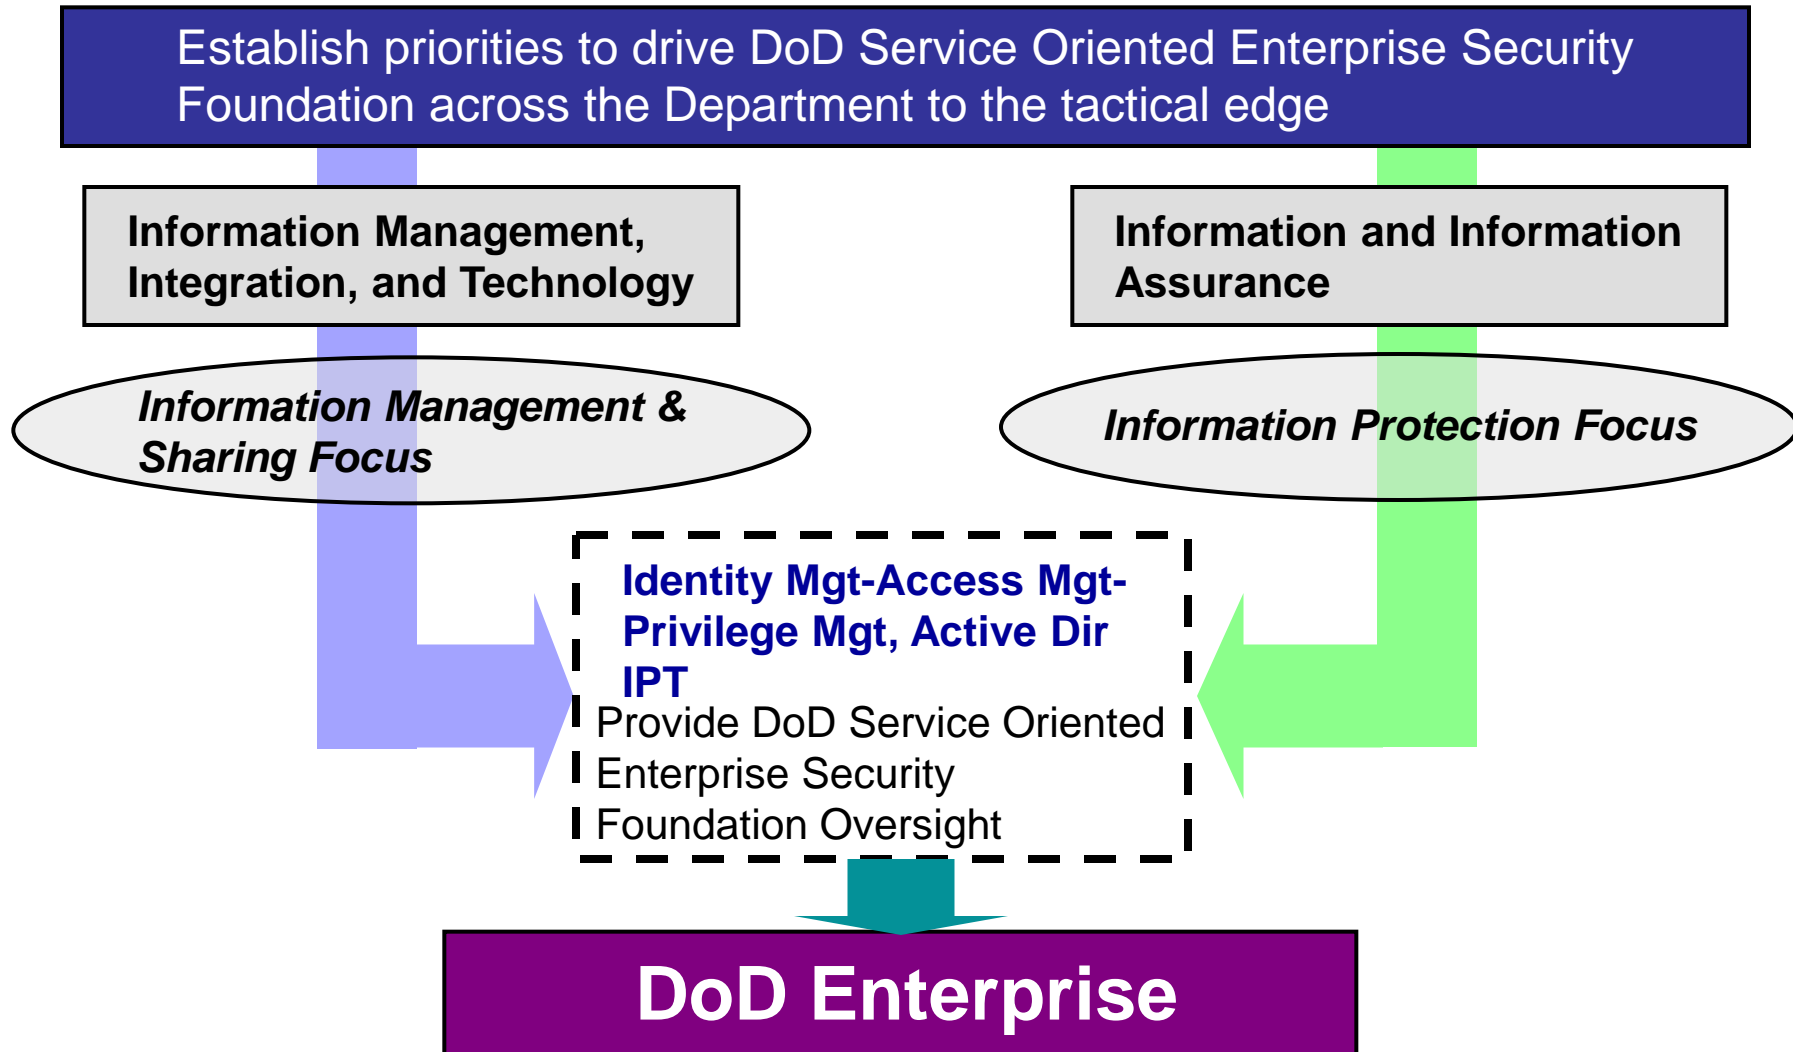 Establish priorities to drive DoD Service Oriented Enterprise Security
Foundation across the Department to the tactical edge
Information Management,
Integration, and Technology
Information and Information
Assurance
Information Management &
Sharing Focus
Information Protection Focus
Identity Mgt-Access Mgt-
Privilege Mgt, Active Dir
IPT
Provide DoD Service Oriented
Enterprise Security
Foundation Oversight
DoD Enterprise